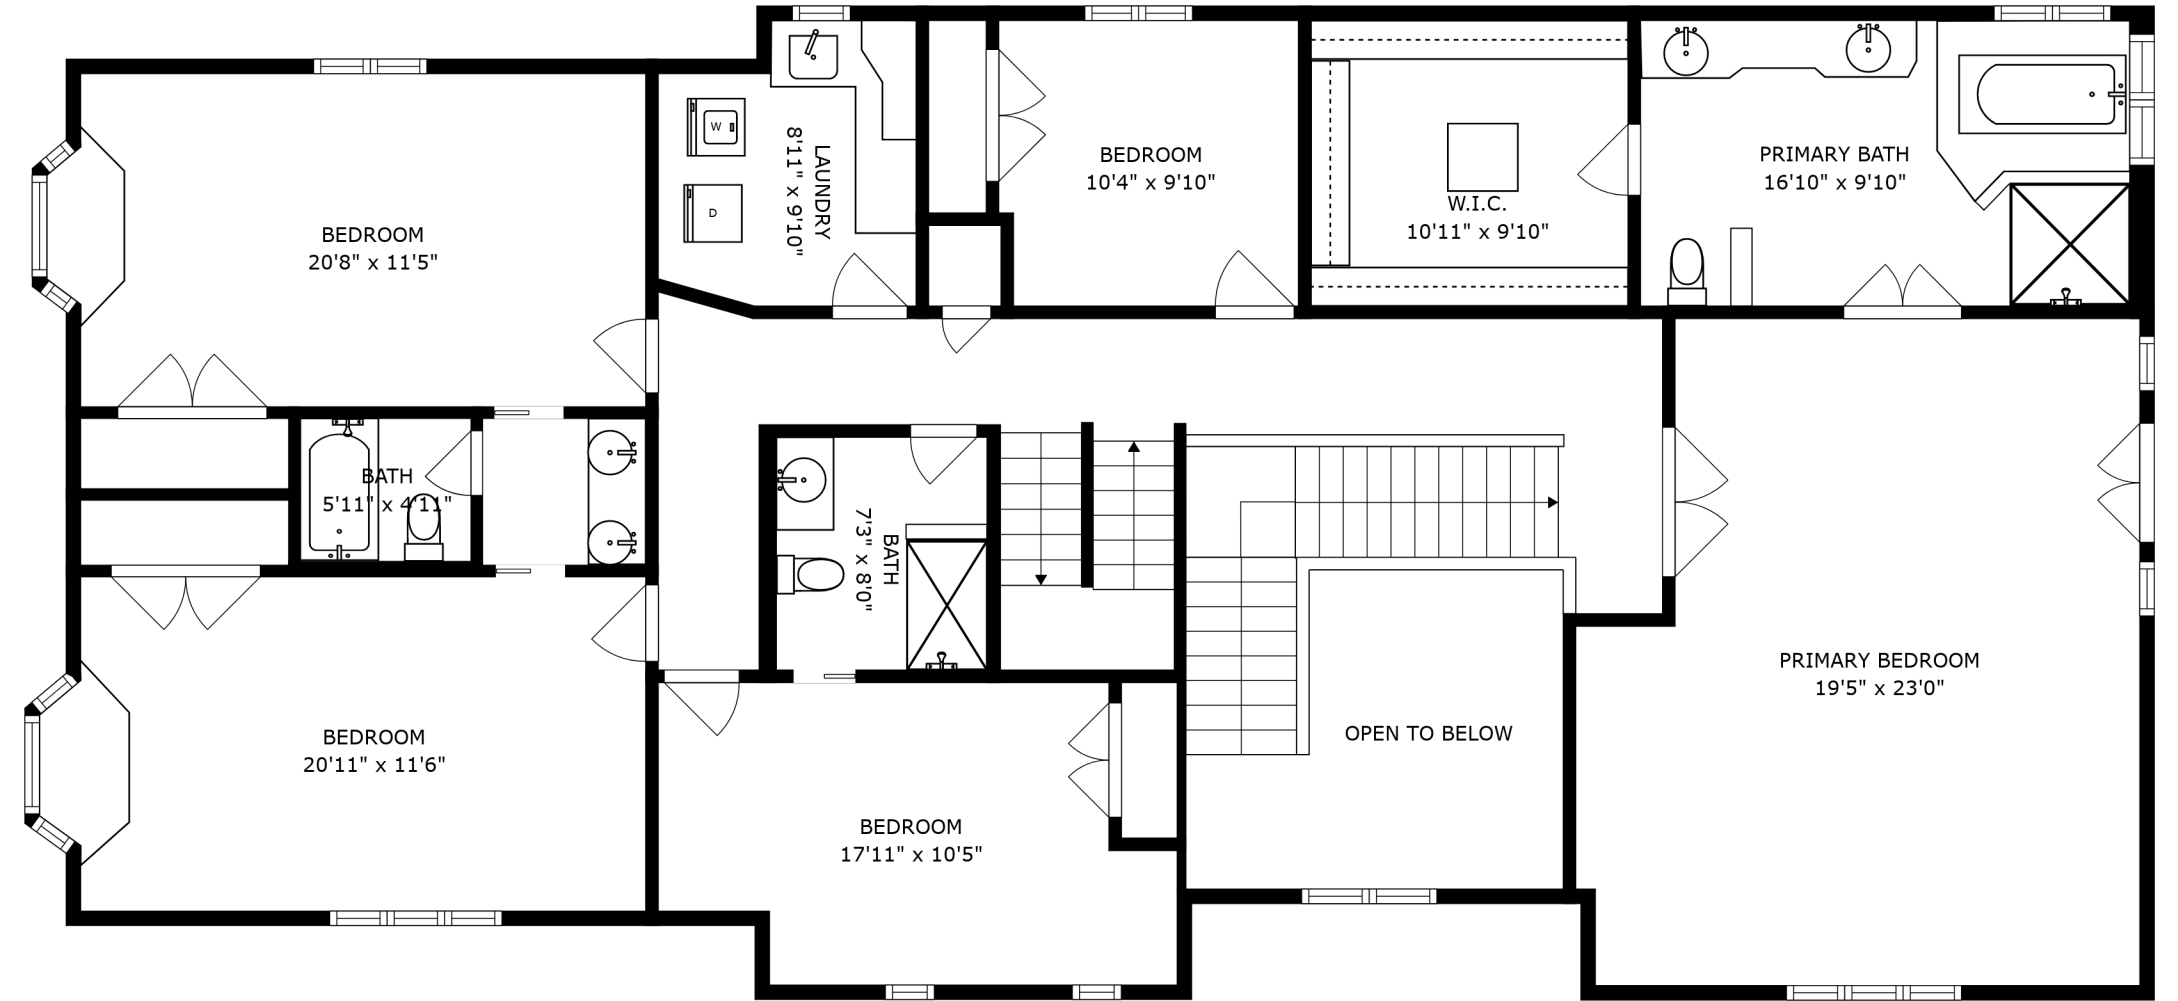 BEDROOM
20'8" x 11'5"
W
D
LAUNDRY
8'11" x 9'10"
BEDROOM
10'4" x 9'10"
W.I.C.
10'11" x 9'10"
PRIMARY BATH
16'10" x 9'10"
BATH
5'11" x 4'11"
BATH
7'3" x 8'0"
BEDROOM
20'11" x 11'6"
BEDROOM
17'11" x 10'5"
OPEN TO BELOW
PRIMARY BEDROOM
19'5" x 23'0"